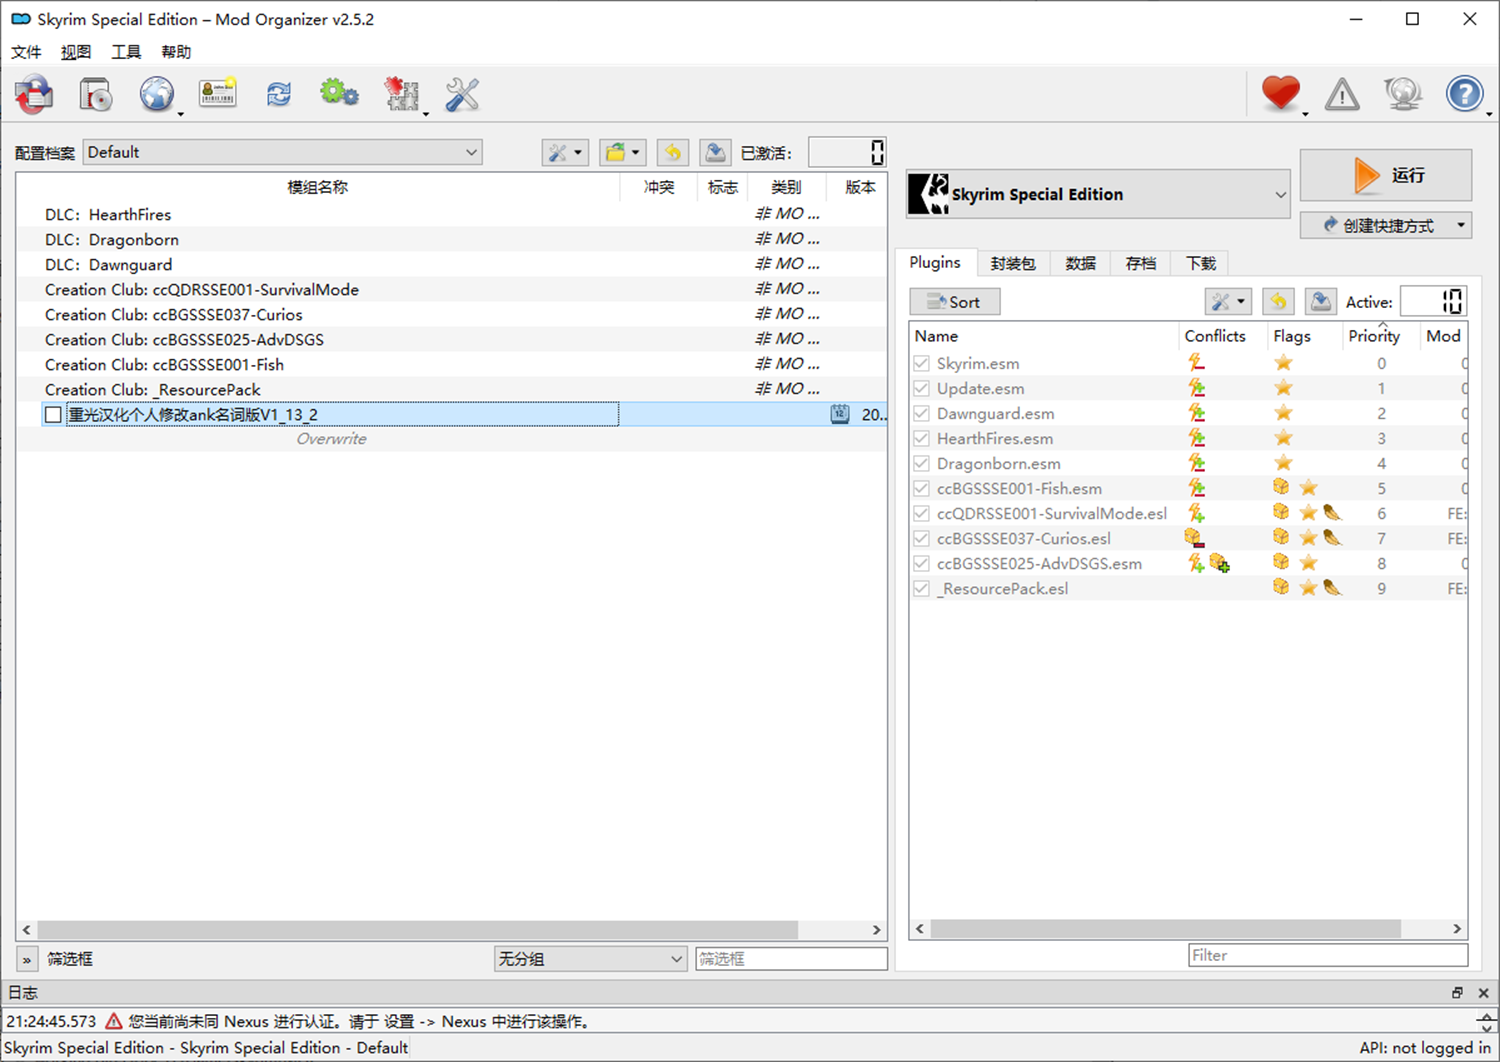 Skyrim Special Edition – Mod Organizer v2.5.2
文件 视图 工具 帮助
配置档案 Default 已激活： 0
模组名称 冲突 标志 类别 版本
DLC: HearthFires 非 MO ...
DLC: Dragonborn 非 MO ...
DLC: Dawnguard 非 MO ...
Creation Club: ccQDRSSE001-SurvivalMode 非 MO ...
Creation Club: ccBGSSSE037-Curios 非 MO ...
Creation Club: ccBGSSSE025-AdvDSGS 非 MO ...
Creation Club: ccBGSSSE001-Fish 非 MO ...
Creation Club: _ResourcePack 非 MO ...
重光汉化个人修改ank名词版V1_13_2 20..
Overwrite
» 筛选框 无分组 筛选框
Skyrim Special Edition
运行
创建快捷方式
Plugins 封装包 数据 存档 下载
Sort Active: 10
Name Conflicts Flags Priority Mod
Skyrim.esm 0
Update.esm 1
Dawnguard.esm 2
HearthFires.esm 3
Dragonborn.esm 4
ccBGSSSE001-Fish.esm 5
ccQDRSSE001-SurvivalMode.esl 6 FE:
ccBGSSSE037-Curios.esl 7 FE:
ccBGSSSE025-AdvDSGS.esm 8
_ResourcePack.esl 9 FE:
Filter
日志
21:24:45.573 您当前尚未同 Nexus 进行认证。请于 设置 -> Nexus 中进行该操作。
Skyrim Special Edition - Skyrim Special Edition - Default API: not logged in